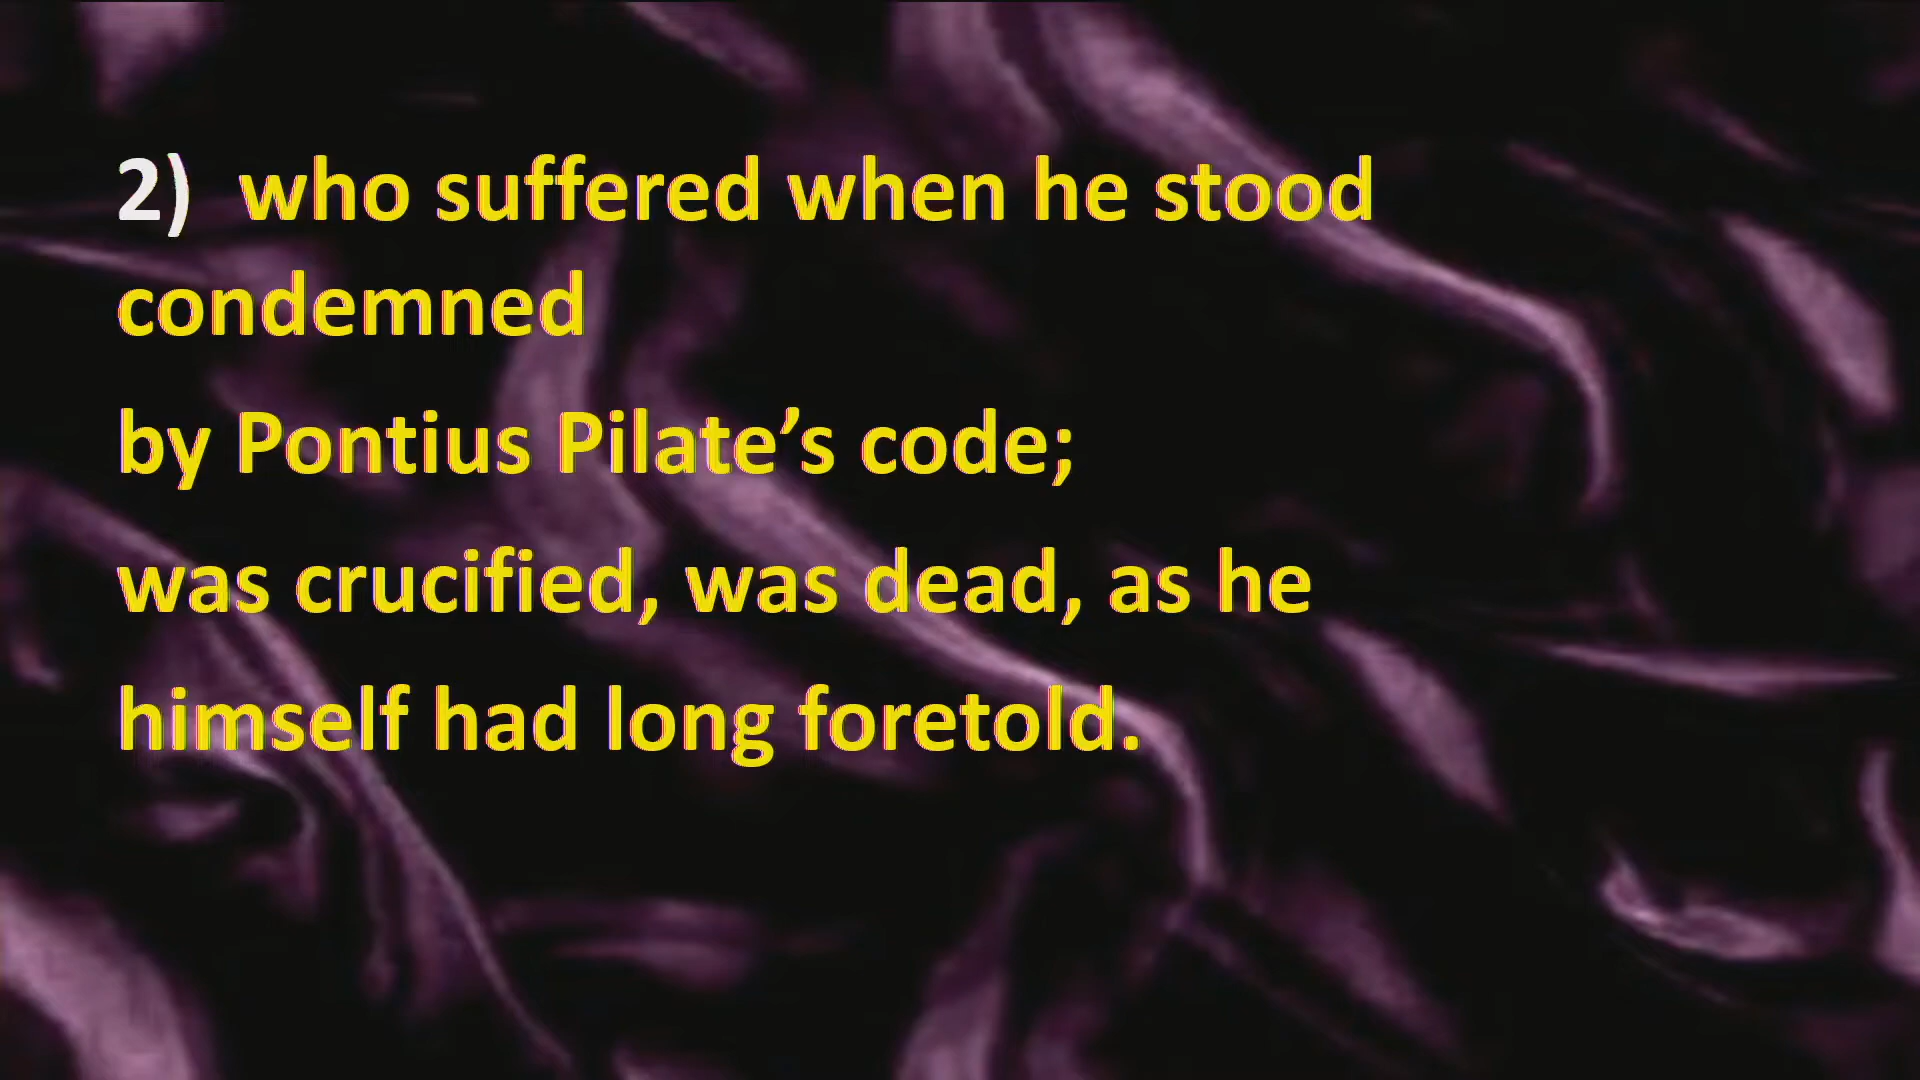 2) who suffered when he stood
condemned
by Pontius Pilate’s code;
was crucified, was dead, as he
himself had long foretold.